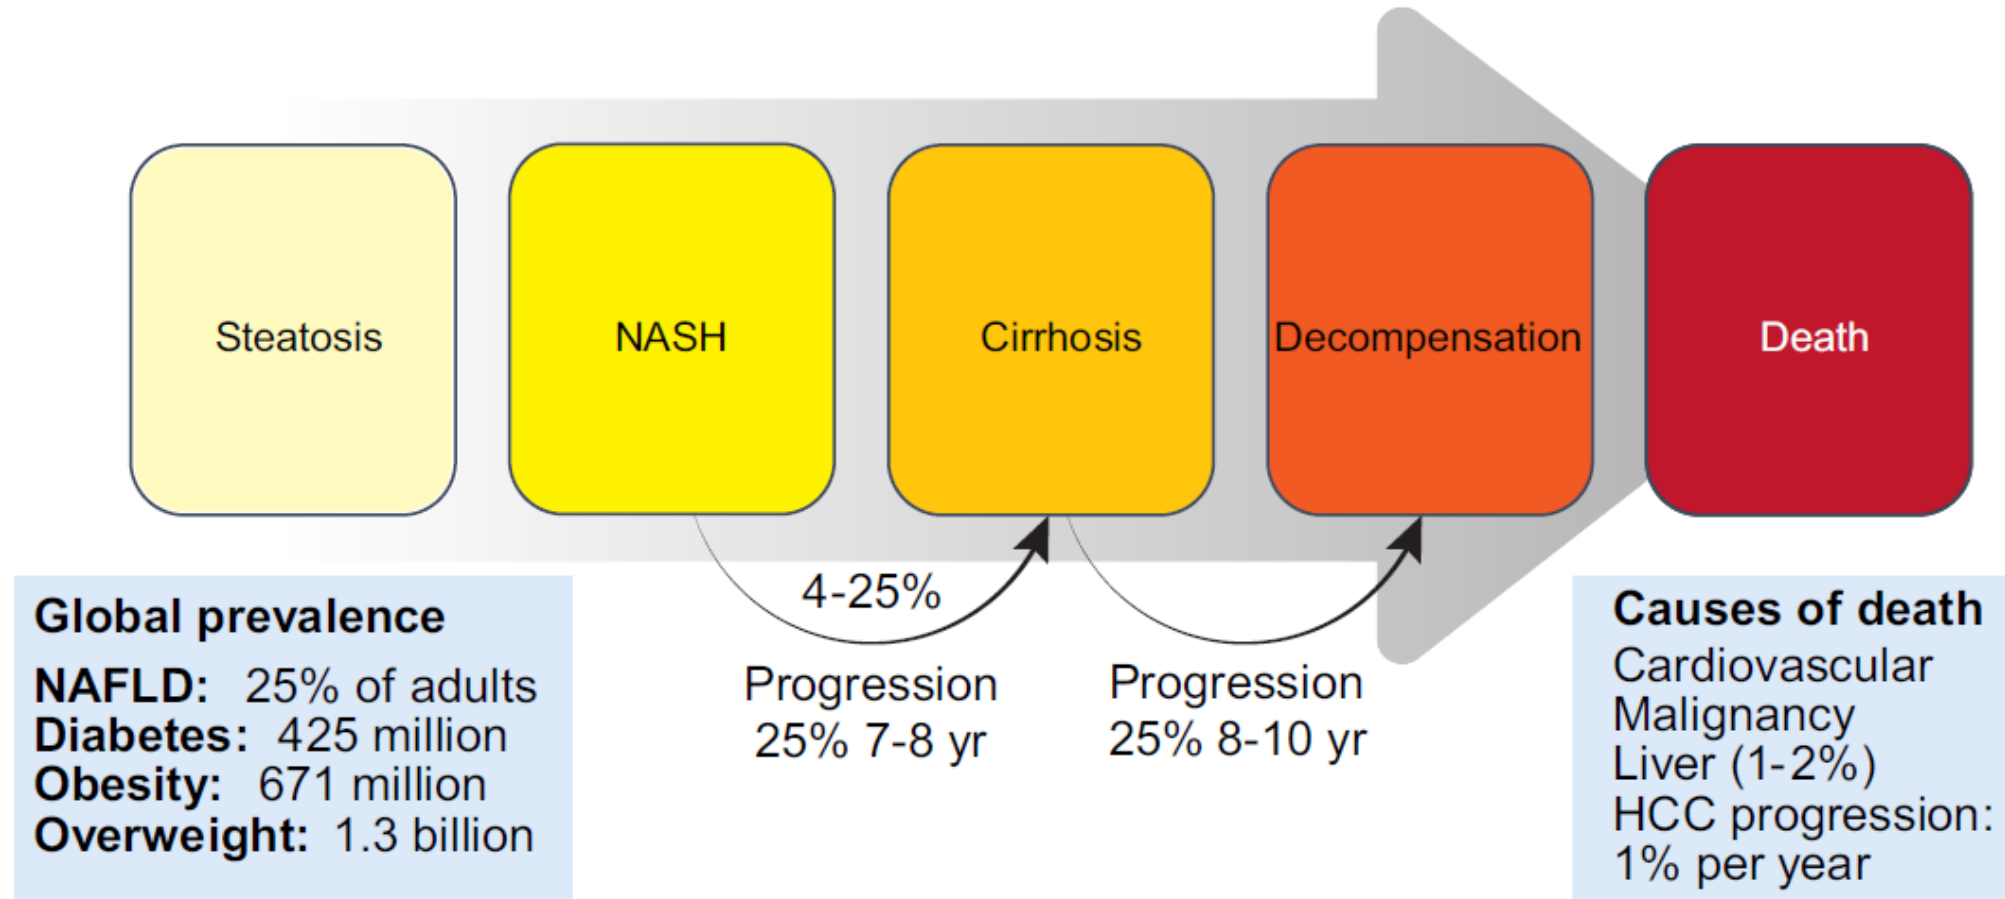 Steatosis
NASH
Cirrhosis
Decompensation
Death
4-25%
Progression
25% 7-8 yr
Progression
25% 8-10 yr
Global prevalence
NAFLD: 25% of adults
Diabetes: 425 million
Obesity: 671 million
Overweight: 1.3 billion
Causes of death
Cardiovascular
Malignancy
Liver (1-2%)
HCC progression:
1% per year